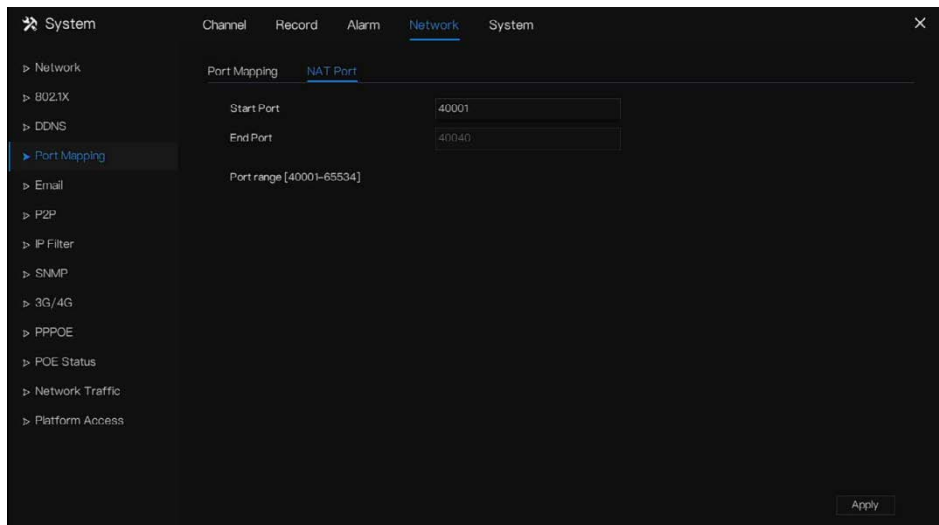 System
Channel Record Alarm Network System
Network
802.1X
DDNS
Port Mapping
Email
P2P
IP Filter
SNMP
3G/4G
PPPOE
POE Status
Network Traffic
Platform Access
Port Mapping NAT Port
Start Port 40001
End Port 40040
Port range [40001-65534]
Apply